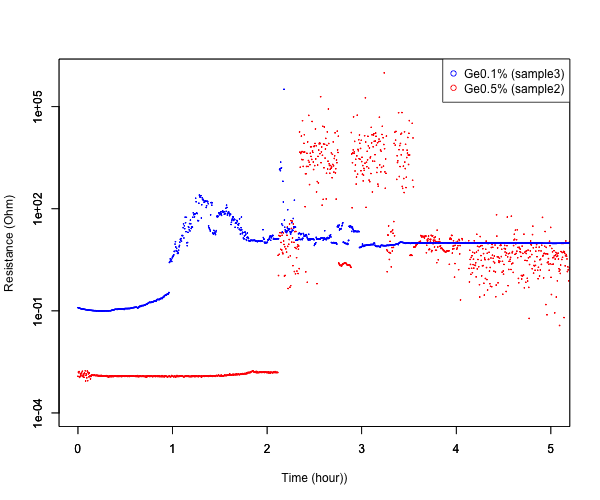 Ge0.1% (sample3)
Ge0.5% (sample2)
Resistance (Ohm)
1e+05
1e+02
1e-01
1e-04
0 1 2 3 4 5
Time (hour))